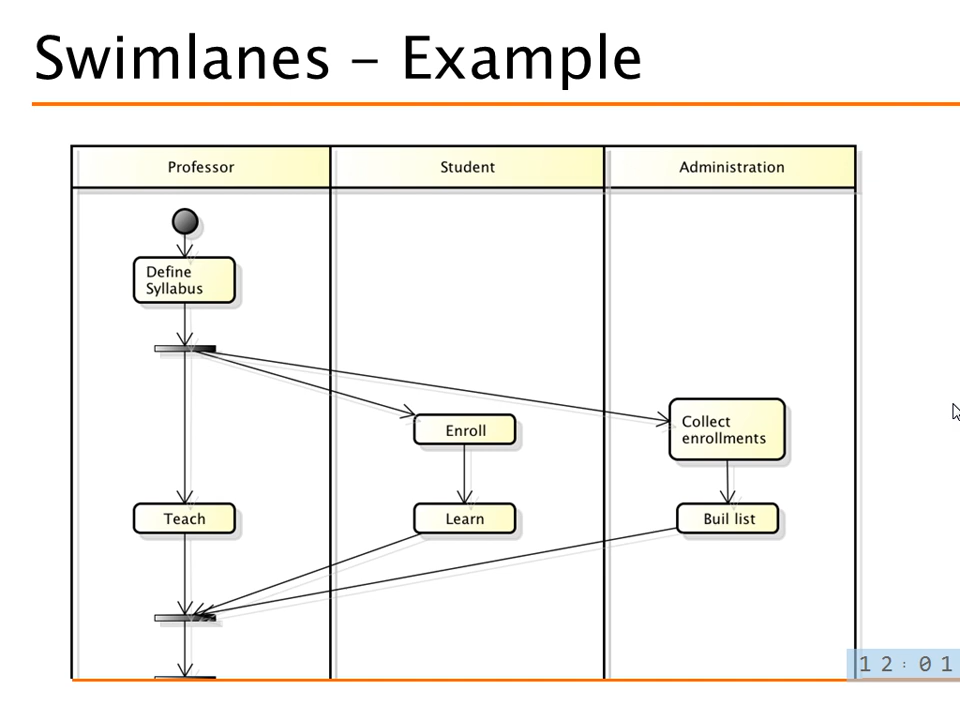 Swimlanes – Example
Professor
Student
Administration
Define
Syllabus
Enroll
Collect
enrollments
Teach
Learn
Buil list
12:01